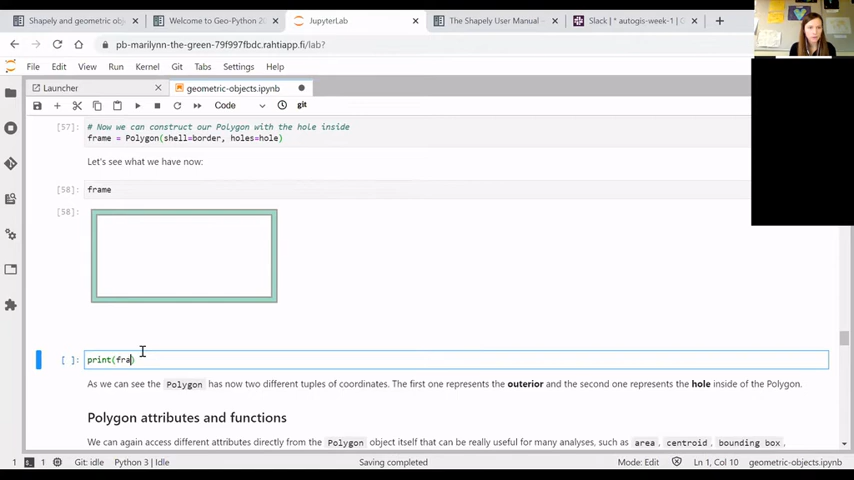 Shapely and geometric obj
Welcome to Geo-Python 20
JupyterLab
The Shapely User Manual —
Slack | * autogis-week-1 | Co
pb-marilynn-the-green-79f997fbdc.rahtiapp.fi/lab?
File Edit View Run Kernel Git Tabs Settings Help
Launcher
geometric-objects.ipynb
Code
git
[57]: # Now we can construct our Polygon with the hole inside
frame = Polygon(shell=border, holes=hole)
Let's see what we have now:
[58]: frame
[58]:
[ ]: print(fra)
As we can see the Polygon has now two different tuples of coordinates. The first one represents the outerior and the second one represents the hole inside of the Polygon.
Polygon attributes and functions
We can again access different attributes directly from the Polygon object itself that can be really useful for many analyses, such as area, centroid, bounding box,
1 1 Git: idle Python 3 | Idle Saving completed Mode: Edit Ln 1, Col 10 geometric-objects.ipynb